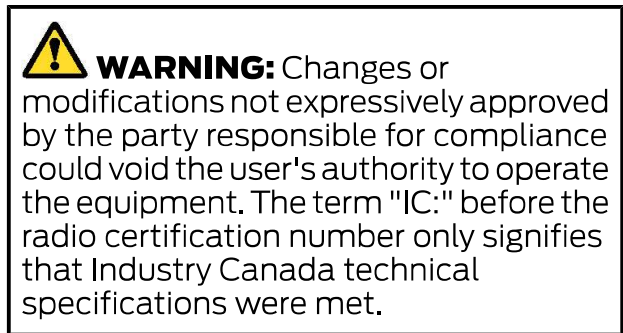 WARNING: Changes or
modifications not expressively approved
by the party responsible for compliance
could void the user's authority to operate
the equipment. The term "IC:" before the
radio certification number only signifies
that Industry Canada technical
specifications were met.